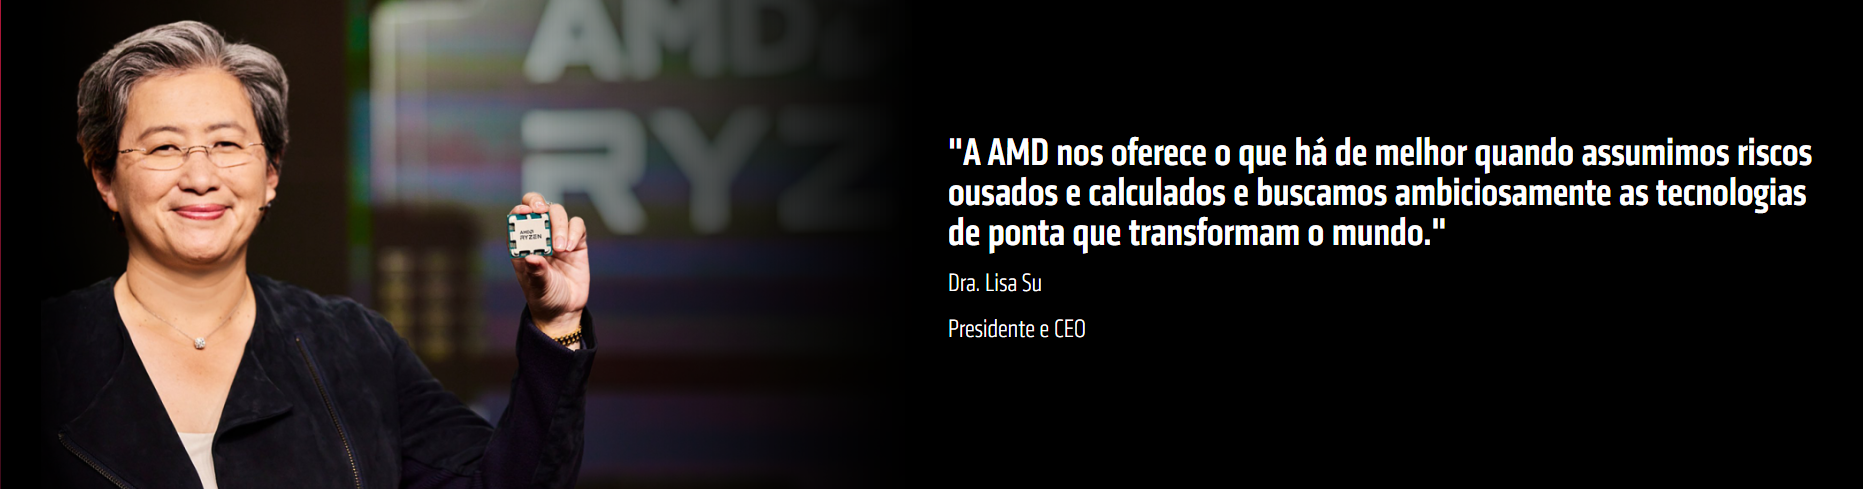 AMD
RYZ
AMD
RYZEN
"A AMD nos oferece o que há de melhor quando assumimos riscos
ousados e calculados e buscamos ambiciosamente as tecnologias
de ponta que transformam o mundo."
Dra. Lisa Su
Presidente e CEO